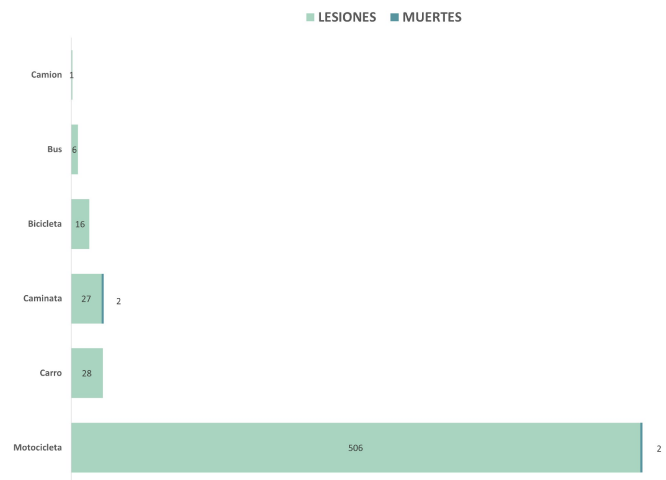 LESIONES MUERTES
Camion 1
Bus 6
Bicicleta 16
Caminata 27 2
Carro 28
Motocicleta 506 2